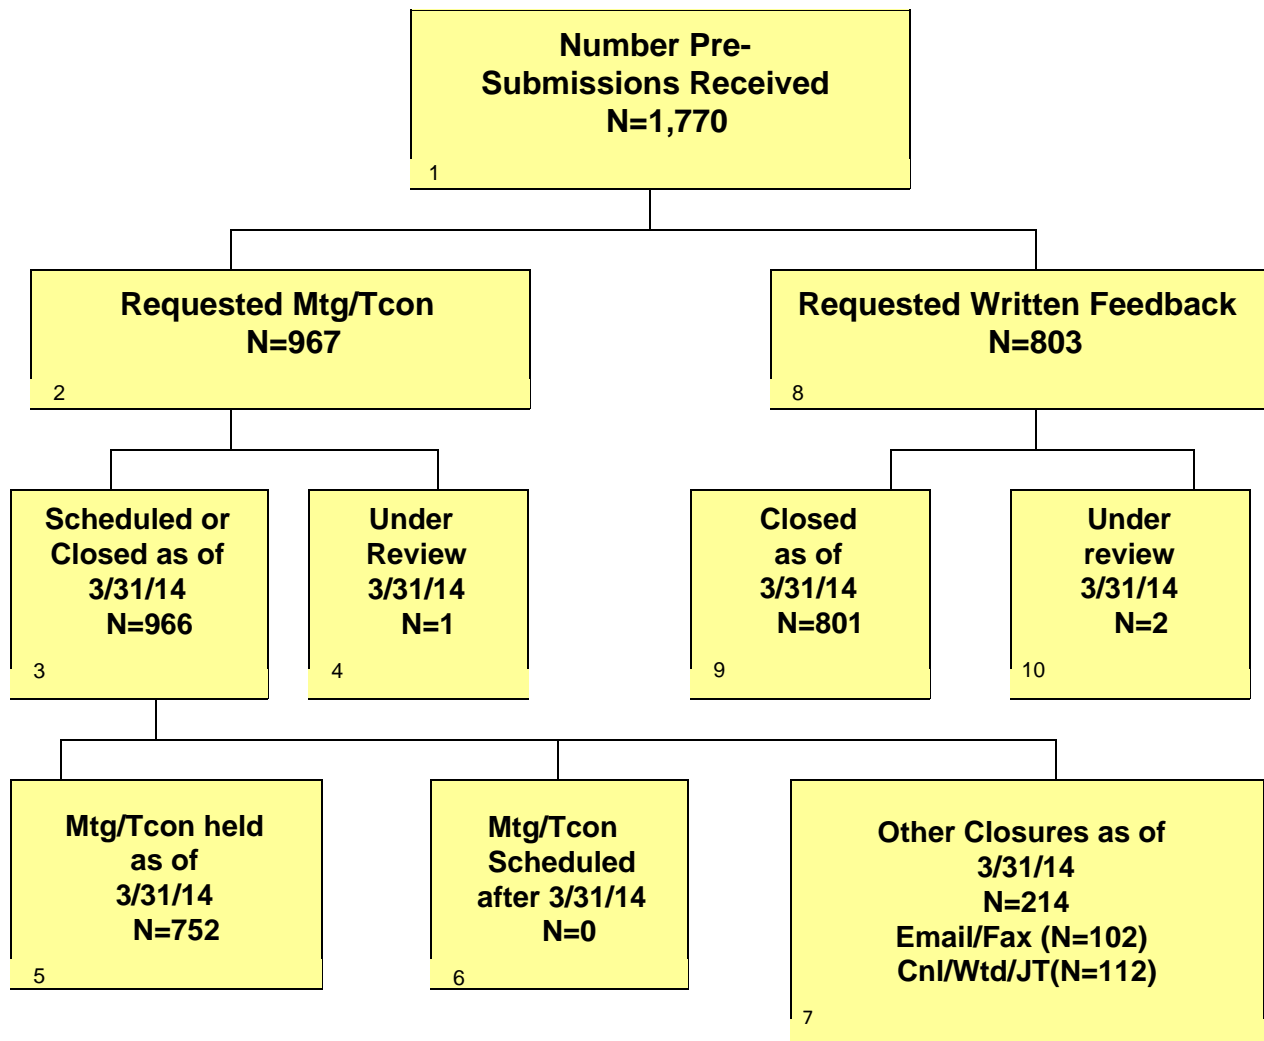 Number Pre-
Submissions Received
N=1,770
1
Requested Mtg/Tcon
N=967
2
Requested Written Feedback
N=803
8
Scheduled or
Closed as of
3/31/14
N=966
3
Under
Review
3/31/14
N=1
4
Closed
as of
3/31/14
N=801
9
Under
review
3/31/14
N=2
10
Mtg/Tcon held
as of
3/31/14
N=752
5
Mtg/Tcon
Scheduled
after 3/31/14
N=0
6
Other Closures as of
3/31/14
N=214
Email/Fax (N=102)
Cnl/Wtd/JT(N=112)
7